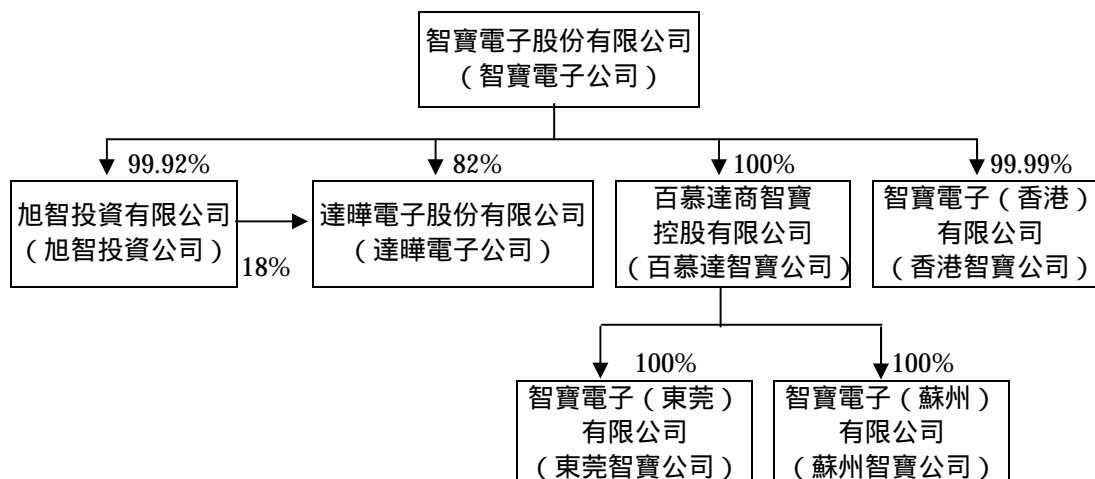 智寶電子股份有限公司
（智寶電子公司）
99.92%
82%
100%
99.99%
旭智投資有限公司
（旭智投資公司）
18%
達曄電子股份有限公司
（達曄電子公司）
百慕達商智寶
控股有限公司
（百慕達智寶公司）
智寶電子（香港）
有限公司
（香港智寶公司）
100%
100%
智寶電子（東莞）
有限公司
（東莞智寶公司）
智寶電子（蘇州）
有限公司
（蘇州智寶公司）